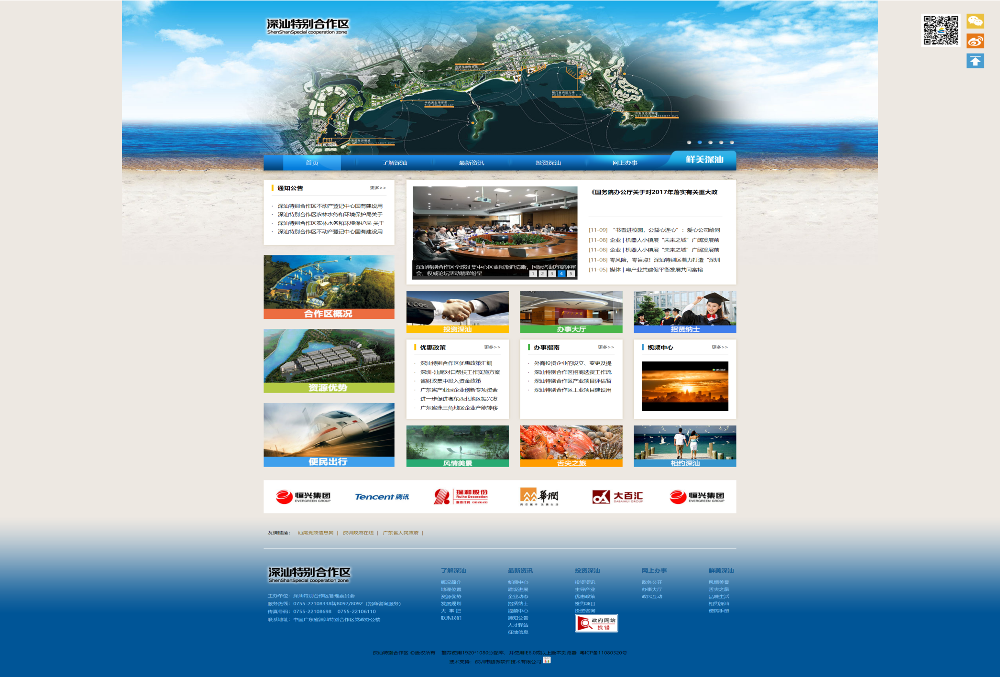 深汕特别合作区
ShenShanSpecial cooperation zone
BUSINESS CITY
中央黄金海岸带
THE GOLD COAST
INTERNATIONAL YACHT CITY
ECOLOGICAL RESORT BAY
首页
了解深汕
最新资讯
投资深汕
网上办事
鲜美深汕
通知公告
更多>>
· 深汕特别合作区不动产登记中心国有建设用
· 深汕特别合作区农林水务和环境保护局关于
· 深汕特别合作区农林水务和环境保护局 关于
· 深汕特别合作区不动产登记中心国有建设用
深汕特别合作区全球征集中心区蓝图渐趋清晰，国际咨询方案评审
会、权威论坛活动精彩纷呈
1 2 3 4 5
《国务院办公厅关于对2017年落实有关重大政
[11-09] “书香进校园，公益心连心”：爱心公司给同
[11-08] 企业 | 机器人小镇展“未来之城”广阔发展前
[11-08] 企业 | 机器人小镇展“未来之城”广阔发展前
[11-08] 零风险，零盲点！深汕特别区着力打造“深圳
[11-05] 媒体 | 粤产业共建促平衡发展共同富裕
合作区概况
资源优势
便民出行
投资深汕
办事大厅
招贤纳士
优惠政策
更多>>
· 深汕特别合作区优惠政策汇编
· 深圳-汕尾对口帮扶工作实施方案
· 省财政集中投入资金政策
· 广东省产业园企业创新专项资金
· 进一步促进粤东西北地区振兴发
· 广东省珠三角地区企业产能转移
办事指南
更多>>
· 外商投资企业的设立、变更及提
· 深汕特别合作区招商选资工作流
· 深汕特别合作区产业项目评估暂
· 深汕特别合作区工业项目建设用
视频中心
更多>>
风情美景
舌尖之旅
相约深汕
恒兴集团
EVERGREEN GROUP
Tencent 腾讯
瑞和股份
Ruihe Decoration
股票代码 002620
華潤
大百汇
DABAIHUI GROUP
恒兴集团
EVERGREEN GROUP
友情链接： 汕尾党政信息网 | 深圳政府在线 | 广东省人民政府 |
深汕特别合作区
ShenShanSpecial cooperation zone
主办单位：深汕特别合作区管理委员会
服务热线：0755-22108338转8097/8092（招商咨询服务）
传真号码：0755-22108698 0755-22106110
联系地址：中国广东省深汕特别合作区党政办公楼
了解深汕
概况简介
地理位置
资源优势
发展规划
大 事 记
联系我们
最新资讯
新闻中心
建设进展
企业动态
招贤纳士
视频中心
通知公告
人才驿站
征地信息
投资深汕
投资资讯
主导产业
优惠政策
签约项目
投资咨询
政府网站
找错
网上办事
政务公开
办事大厅
政民互动
鲜美深汕
风情美景
舌尖之旅
品味生活
相约深汕
便民手册
深汕特别合作区 ©版权所有 推荐使用1920*1080分配率，并使用IE6.0或以上版本浏览器 粤ICP备11080320号
技术支持：深圳市鹏微软件技术有限公司